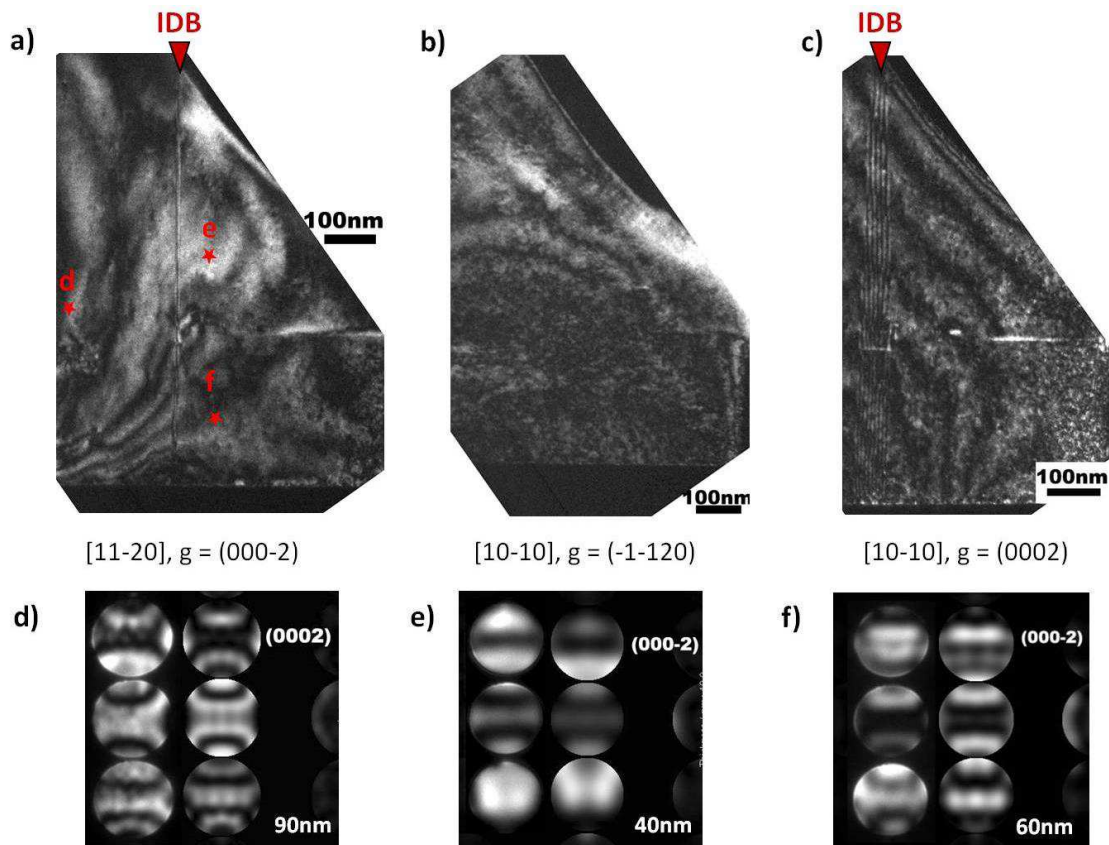 IDB
IDB
a)
b)
c)
e
d
f
100nm
100nm
100nm
[11-20], g = (000-2)
[10-10], g = (-1-120)
[10-10], g = (0002)
d)
e)
f)
(0002)
(000-2)
(000-2)
90nm
40nm
60nm